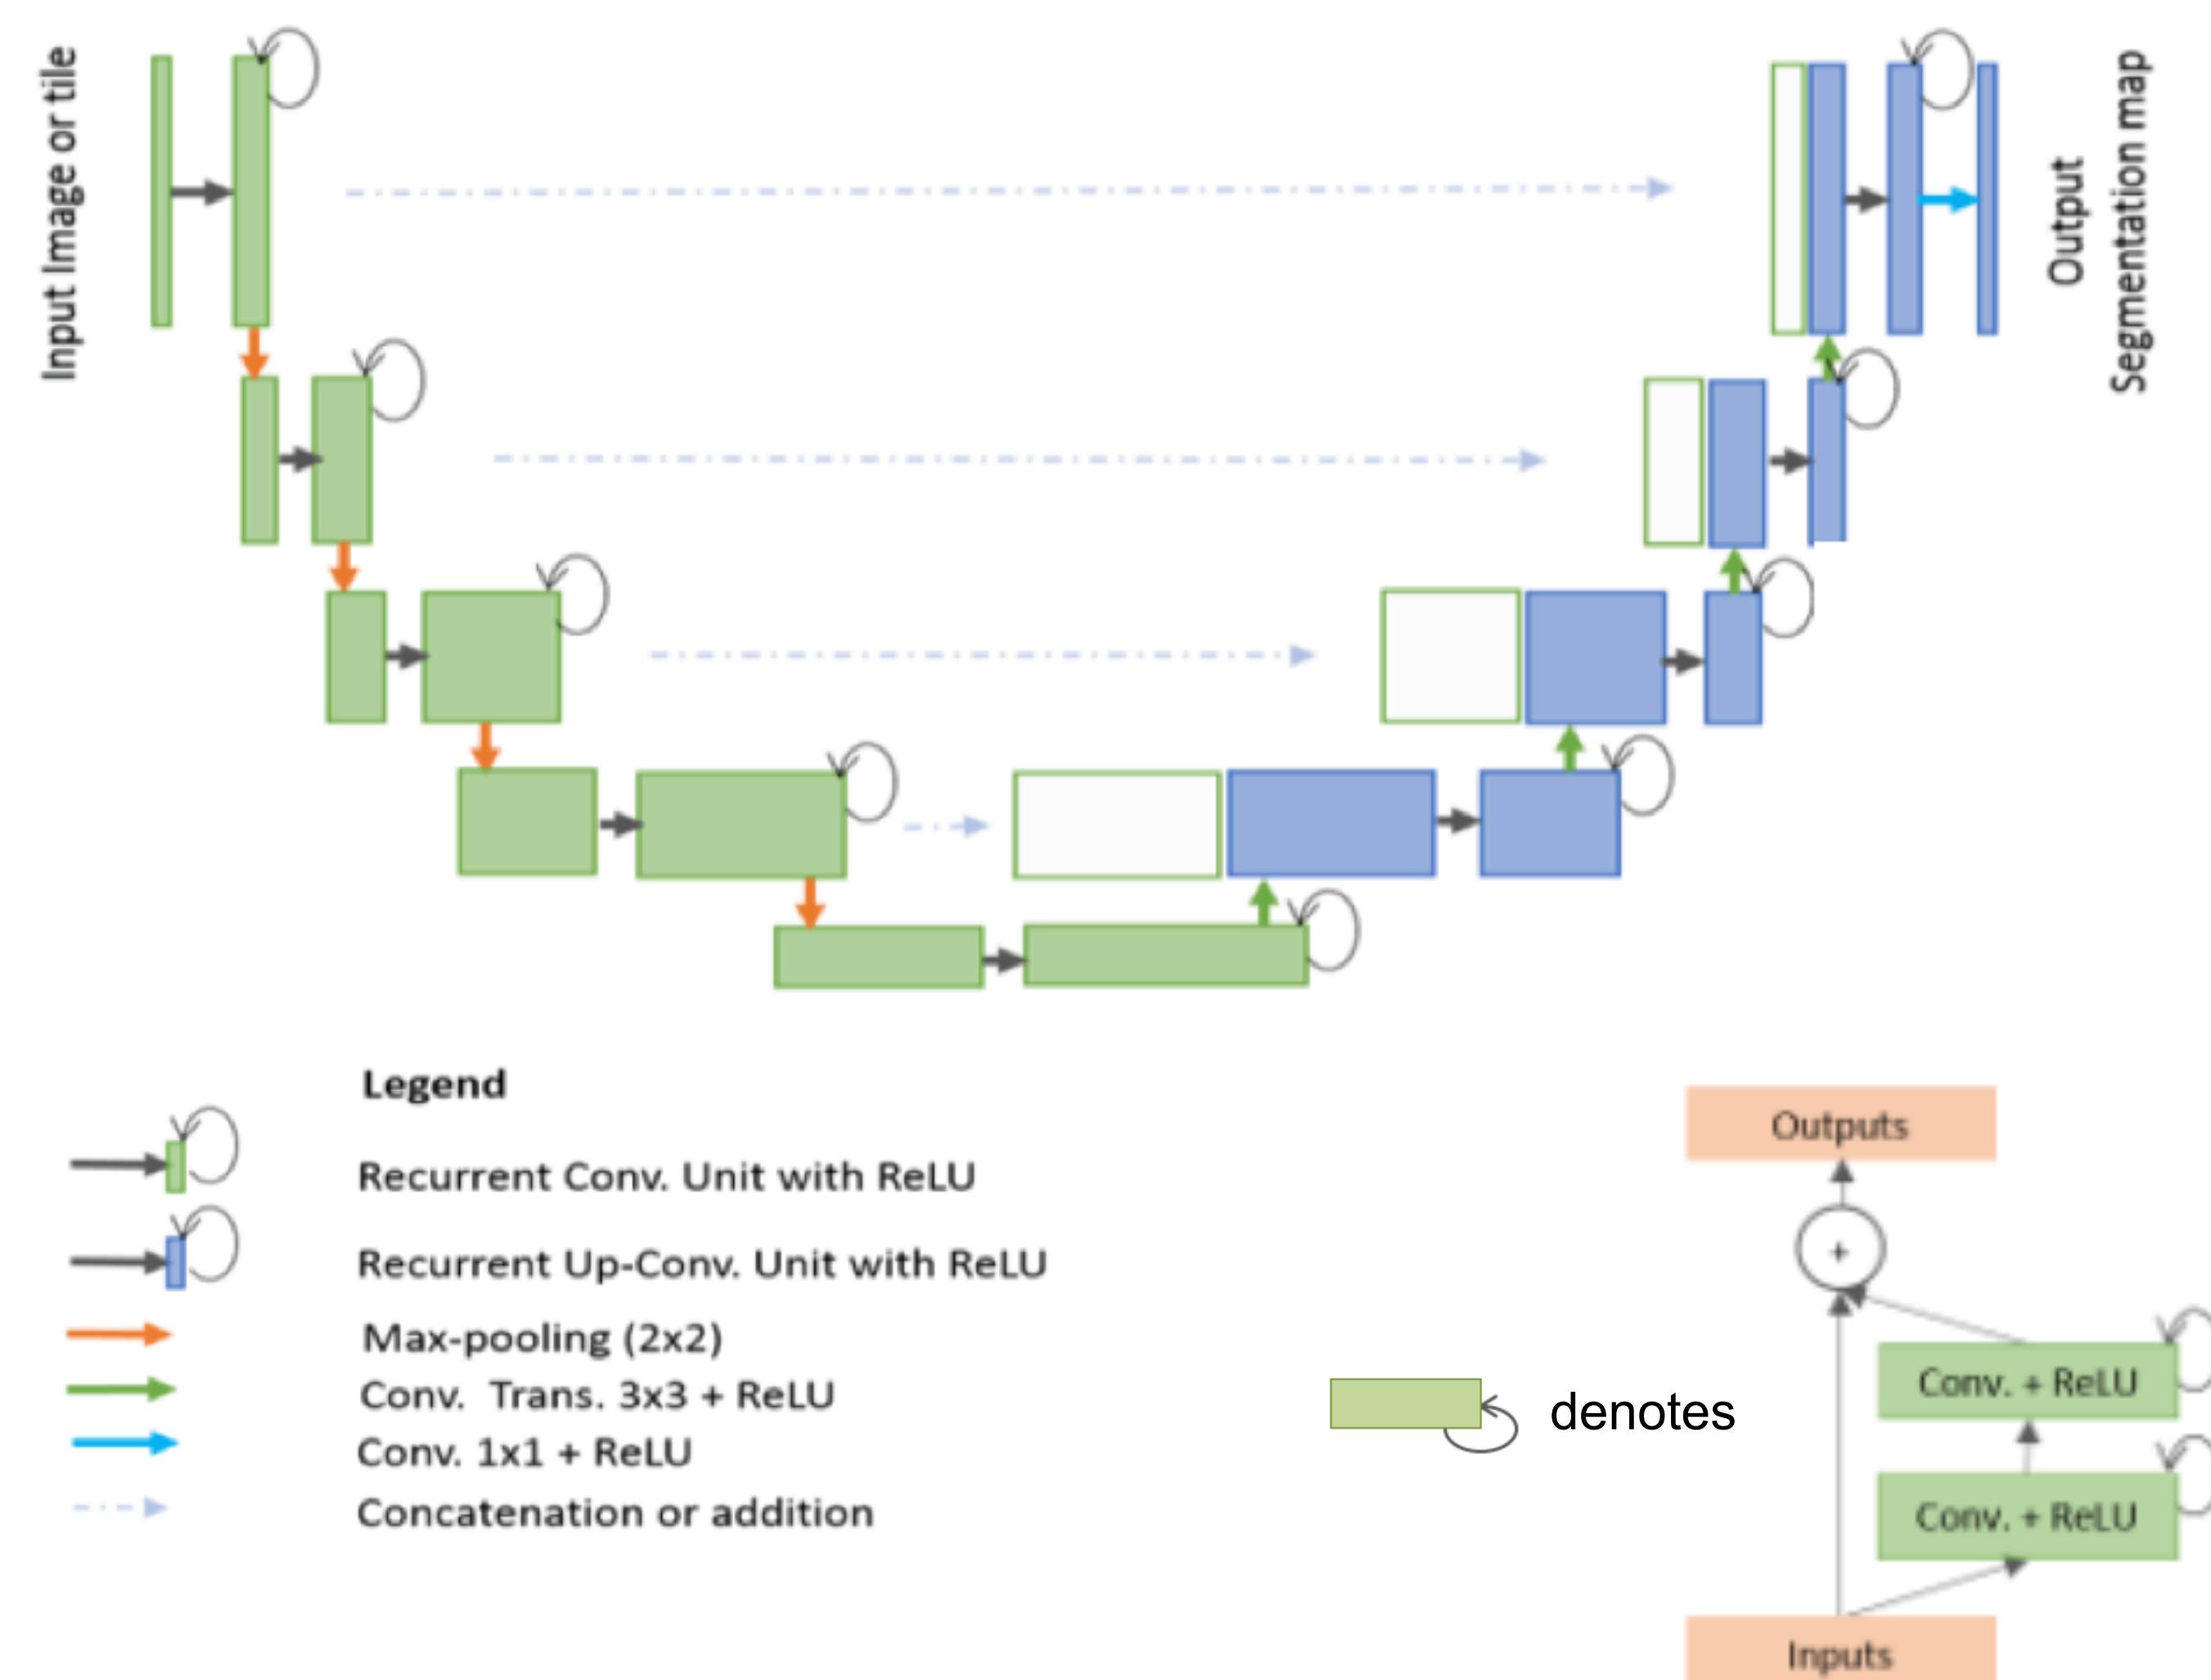 Input Image or tile
Output
Segmentation map
Legend
Recurrent Conv. Unit with ReLU
Recurrent Up-Conv. Unit with ReLU
Max-pooling (2x2)
Conv. Trans. 3x3 + ReLU
Conv. 1x1 + ReLU
Concatenation or addition
denotes
Outputs
+
Conv. + ReLU
Conv. + ReLU
Inputs